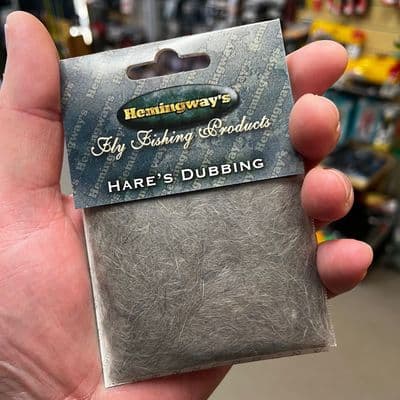 Hemingway's
Fly Fishing Products
HARE'S DUBBING